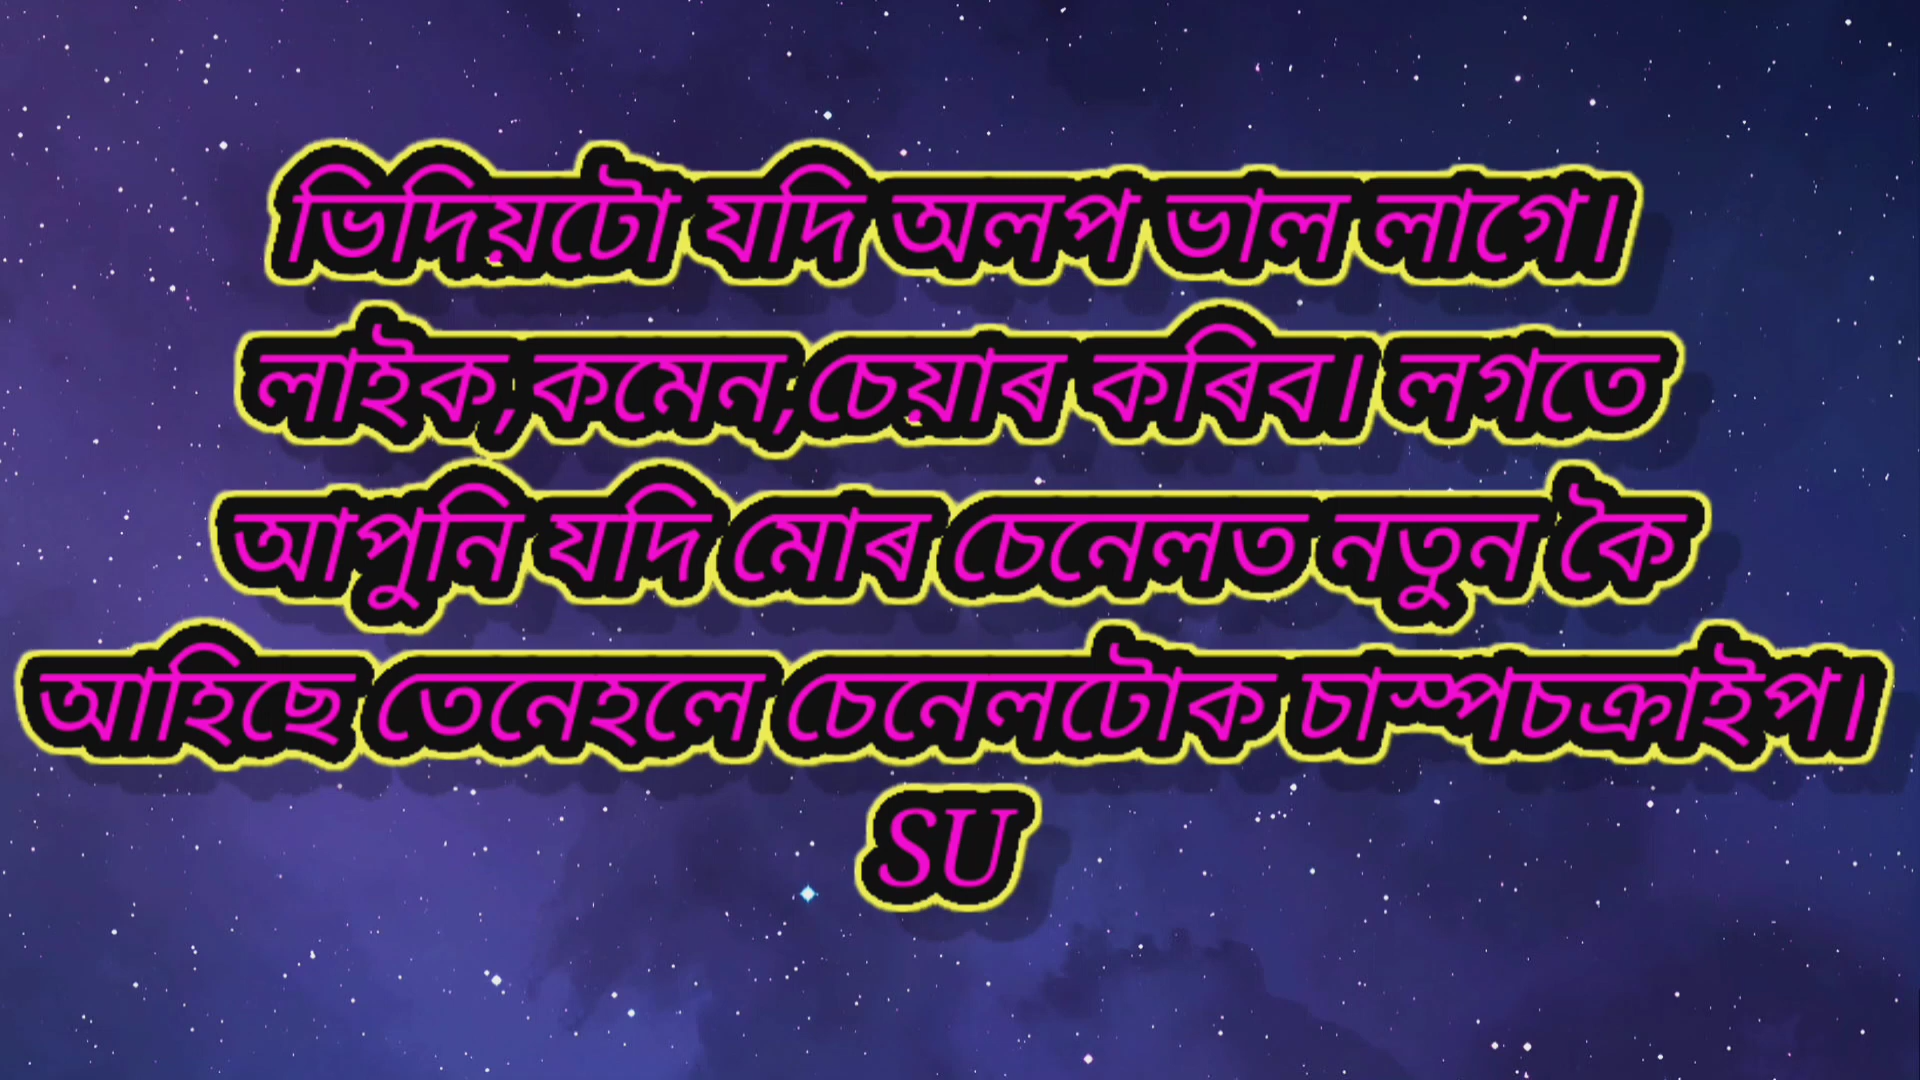 ভিদিয়টো যদি অলপ ভাল লাগে।
লাইক,কমেন,চেয়াৰ কৰিব। লগতে
আপুনি যদি মোৰ চেনেলত নতুন কৈ
আহিছে তেনেহলে চেনেলটোক চাস্পচক্ৰাইপ।
SU